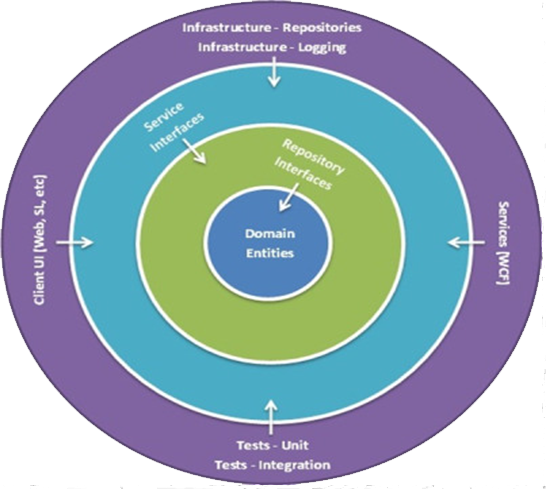 Infrastructure - Repositories
Infrastructure - Logging
Service
Interfaces
Repository
Interfaces
Client UI [Web, SL, etc]
Domain
Entities
Services [WCF]
Tests - Unit
Tests - Integration